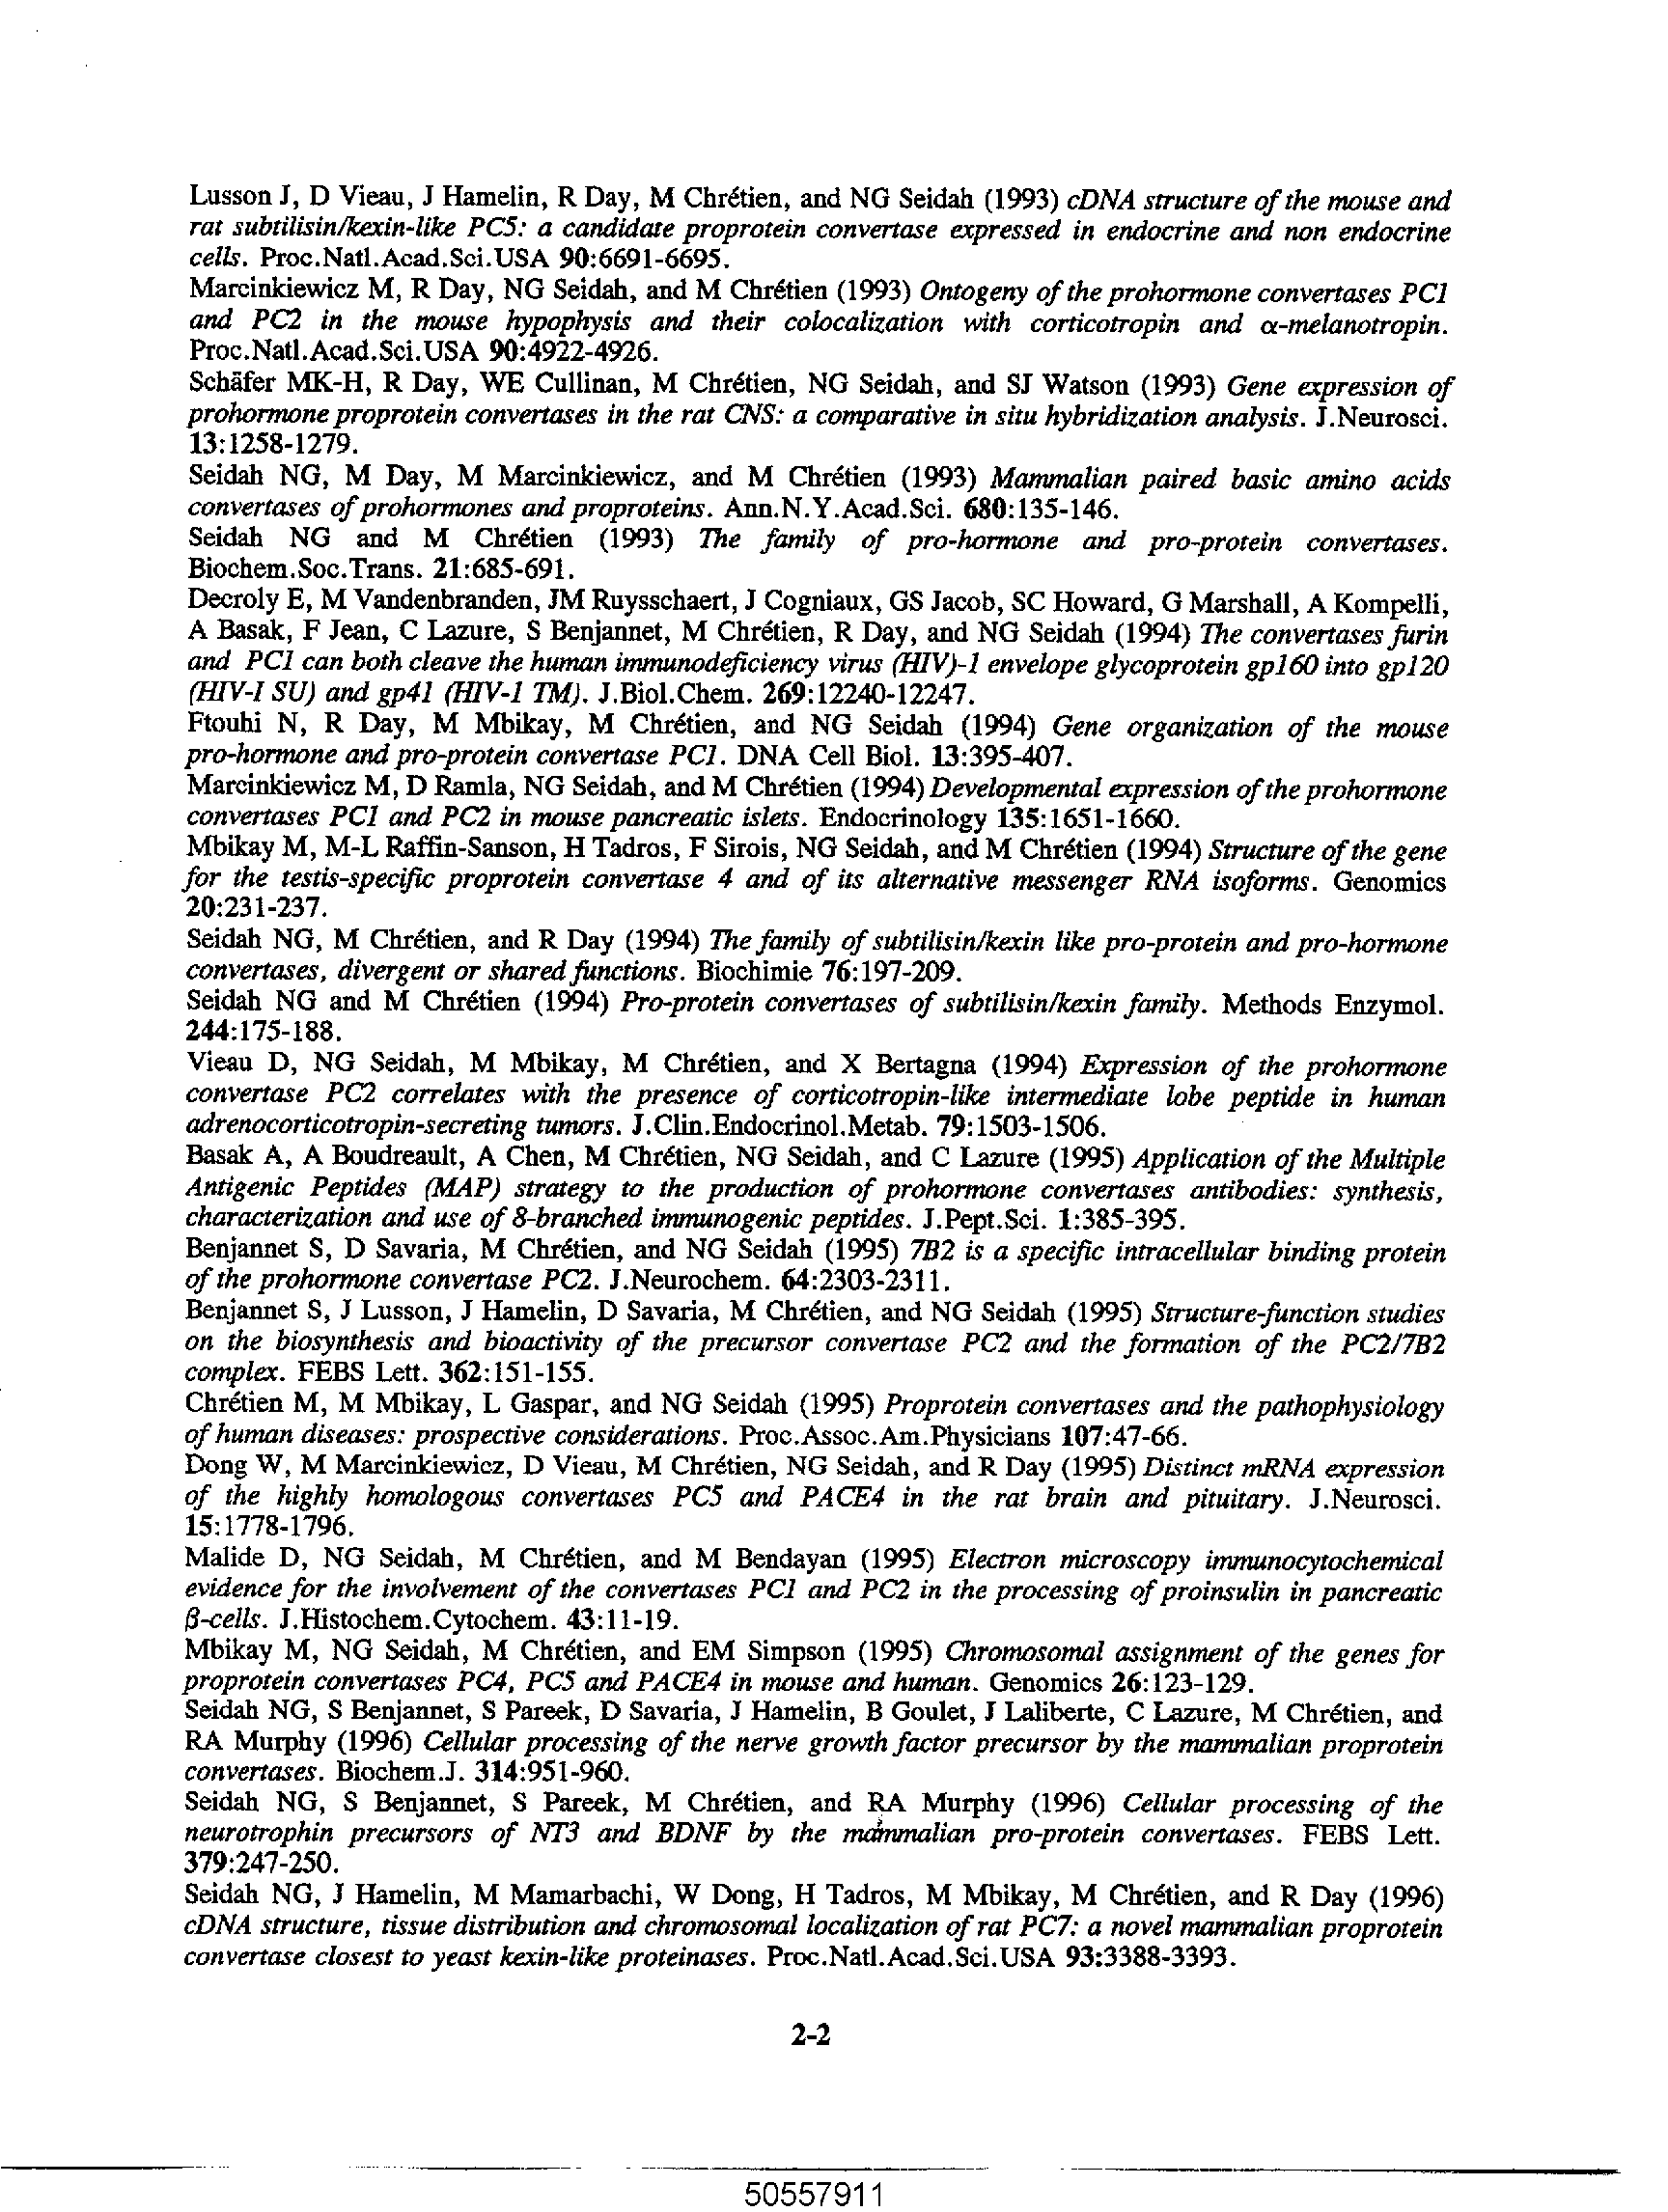 Lusson J, D Vieau, J Hamelin, R Day, M Chrétien, and NG Seidah (1993) cDNA structure of the mouse and
rat subtilisin/kexin-like PC5: a candidate proprotein convertase expressed in endocrine and non endocrine
cells. Proc.Natl.Acad.Sci.USA 90:6691-6695.
Marcinkiewicz M, R Day, NG Seidah, and M Chrétien (1993) Ontogeny of the prohormone convertases PC1
and PC2 in the mouse hypophysis and their colocalization with corticotropin and α-melanotropin.
Proc.Natl.Acad.Sci.USA 90:4922-4926.
Schäfer MK-H, R Day, WE Cullinan, M Chrétien, NG Seidah, and SJ Watson (1993) Gene expression of
prohormone proprotein convertases in the rat CNS: a comparative in situ hybridization analysis. J.Neurosci.
13:1258-1279.
Seidah NG, M Day, M Marcinkiewicz, and M Chrétien (1993) Mammalian paired basic amino acids
convertases of prohormones and proproteins. Ann.N.Y.Acad.Sci. 680:135-146.
Seidah NG and M Chrétien (1993) The family of pro-hormone and pro-protein convertases.
Biochem.Soc.Trans. 21:685-691.
Decroly E, M Vandenbranden, JM Ruysschaert, J Cogniaux, GS Jacob, SC Howard, G Marshall, A Kompelli,
A Basak, F Jean, C Lazure, S Benjannet, M Chrétien, R Day, and NG Seidah (1994) The convertases furin
and PC1 can both cleave the human immunodeficiency virus (HIV)-1 envelope glycoprotein gp160 into gp120
(HIV-I SU) and gp41 (HIV-1 TM). J.Biol.Chem. 269:12240-12247.
Ftouhi N, R Day, M Mbikay, M Chrétien, and NG Seidah (1994) Gene organization of the mouse
pro-hormone and pro-protein convertase PC1. DNA Cell Biol. 13:395-407.
Marcinkiewicz M, D Ramla, NG Seidah, and M Chrétien (1994) Developmental expression of the prohormone
convertases PC1 and PC2 in mouse pancreatic islets. Endocrinology 135:1651-1660.
Mbikay M, M-L Raffin-Sanson, H Tadros, F Sirois, NG Seidah, and M Chrétien (1994) Structure of the gene
for the testis-specific proprotein convertase 4 and of its alternative messenger RNA isoforms. Genomics
20:231-237.
Seidah NG, M Chrétien, and R Day (1994) The family of subtilisin/kexin like pro-protein and pro-hormone
convertases, divergent or shared functions. Biochimie 76:197-209.
Seidah NG and M Chrétien (1994) Pro-protein convertases of subtilisin/kexin family. Methods Enzymol.
244:175-188.
Vieau D, NG Seidah, M Mbikay, M Chrétien, and X Bertagna (1994) Expression of the prohormone
convertase PC2 correlates with the presence of corticotropin-like intermediate lobe peptide in human
adrenocorticotropin-secreting tumors. J.Clin.Endocrinol.Metab. 79:1503-1506.
Basak A, A Boudreault, A Chen, M Chrétien, NG Seidah, and C Lazure (1995) Application of the Multiple
Antigenic Peptides (MAP) strategy to the production of prohormone convertases antibodies: synthesis,
characterization and use of 8-branched immunogenic peptides. J.Pept.Sci. 1:385-395.
Benjannet S, D Savaria, M Chrétien, and NG Seidah (1995) 7B2 is a specific intracellular binding protein
of the prohormone convertase PC2. J.Neurochem. 64:2303-2311.
Benjannet S, J Lusson, J Hamelin, D Savaria, M Chrétien, and NG Seidah (1995) Structure-function studies
on the biosynthesis and bioactivity of the precursor convertase PC2 and the formation of the PC2/7B2
complex. FEBS Lett. 362:151-155.
Chrétien M, M Mbikay, L Gaspar, and NG Seidah (1995) Proprotein convertases and the pathophysiology
of human diseases: prospective considerations. Proc.Assoc.Am.Physicians 107:47-66.
Dong W, M Marcinkiewicz, D Vieau, M Chrétien, NG Seidah, and R Day (1995) Distinct mRNA expression
of the highly homologous convertases PC5 and PACE4 in the rat brain and pituitary. J.Neurosci.
15:1778-1796.
Malide D, NG Seidah, M Chrétien, and M Bendayan (1995) Electron microscopy immunocytochemical
evidence for the involvement of the convertases PC1 and PC2 in the processing of proinsulin in pancreatic
β-cells. J.Histochem.Cytochem. 43:11-19.
Mbikay M, NG Seidah, M Chrétien, and EM Simpson (1995) Chromosomal assignment of the genes for
proprotein convertases PC4, PC5 and PACE4 in mouse and human. Genomics 26:123-129.
Seidah NG, S Benjannet, S Pareek, D Savaria, J Hamelin, B Goulet, J Laliberte, C Lazure, M Chrétien, and
RA Murphy (1996) Cellular processing of the nerve growth factor precursor by the mammalian proprotein
convertases. Biochem.J. 314:951-960.
Seidah NG, S Benjannet, S Pareek, M Chrétien, and RA Murphy (1996) Cellular processing of the
neurotrophin precursors of NT3 and BDNF by the mammalian pro-protein convertases. FEBS Lett.
379:247-250.
Seidah NG, J Hamelin, M Mamarbachi, W Dong, H Tadros, M Mbikay, M Chrétien, and R Day (1996)
cDNA structure, tissue distribution and chromosomal localization of rat PC7: a novel mammalian proprotein
convertase closest to yeast kexin-like proteinases. Proc.Natl.Acad.Sci.USA 93:3388-3393.
2-2
50557911